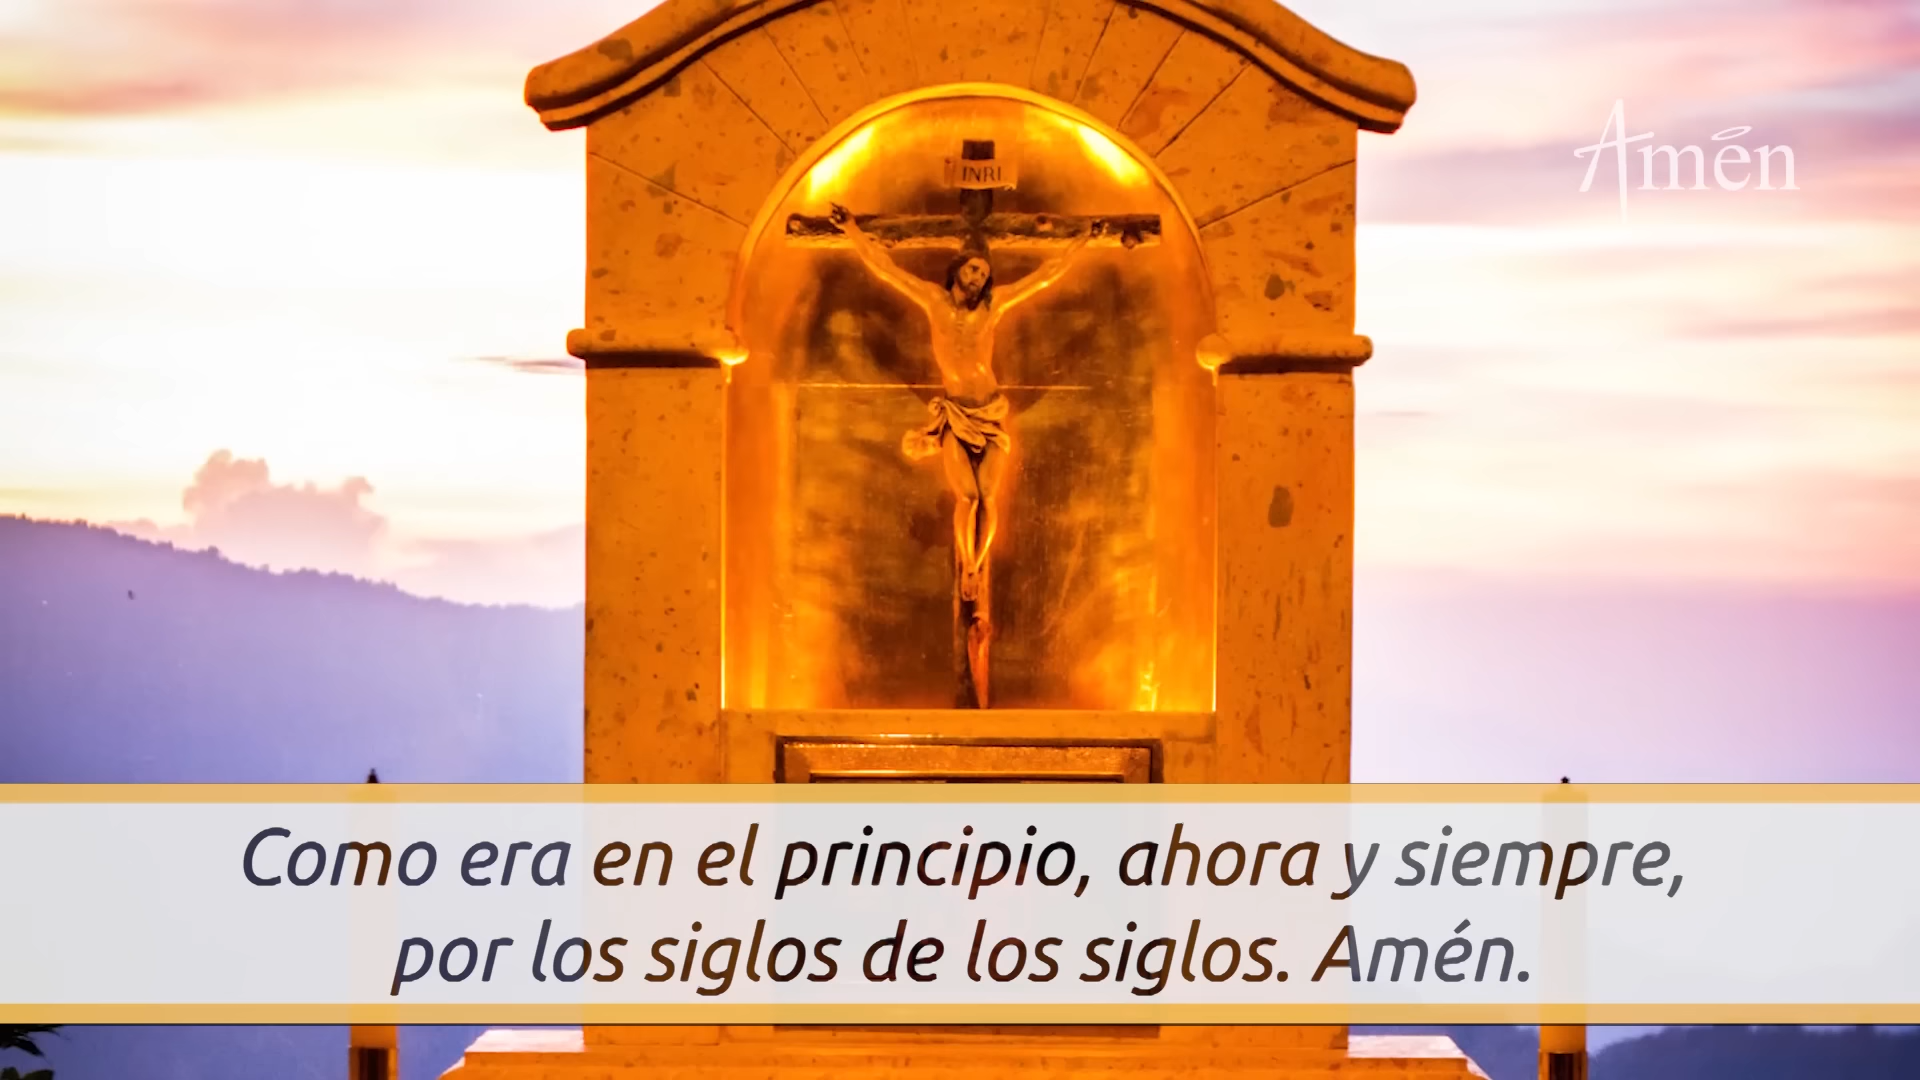 INRI
Amén
Como era en el principio, ahora y siempre,
por los siglos de los siglos. Amén.